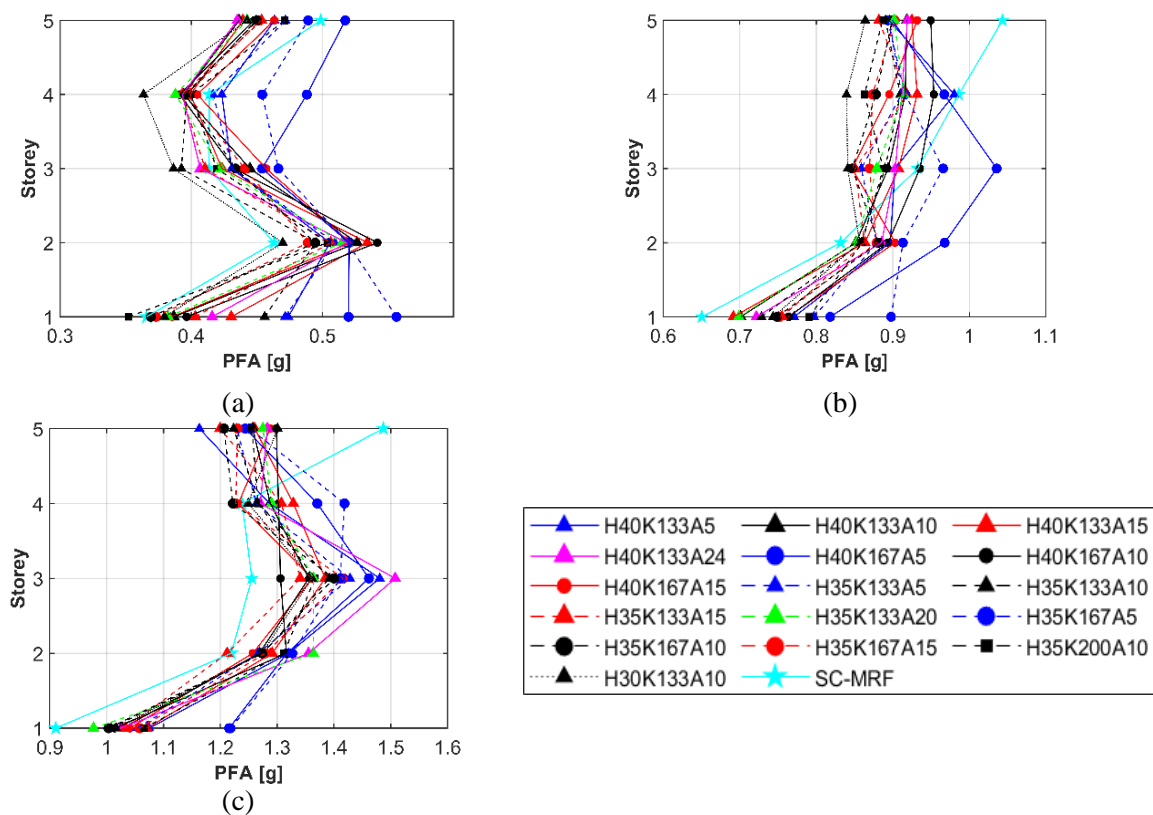 5
4
3
2
1
Storey
0.3 0.4 0.5
PFA [g]
(a)
5
4
3
2
1
Storey
0.6 0.7 0.8 0.9 1 1.1
PFA [g]
(b)
5
4
3
2
1
Storey
0.9 1 1.1 1.2 1.3 1.4 1.5 1.6
PFA [g]
(c)
H40K133A5 H40K133A10 H40K133A15
H40K133A24 H40K167A5 H40K167A10
H40K167A15 H35K133A5 H35K133A10
H35K133A15 H35K133A20 H35K167A5
H35K167A10 H35K167A15 H35K200A10
H30K133A10 SC-MRF